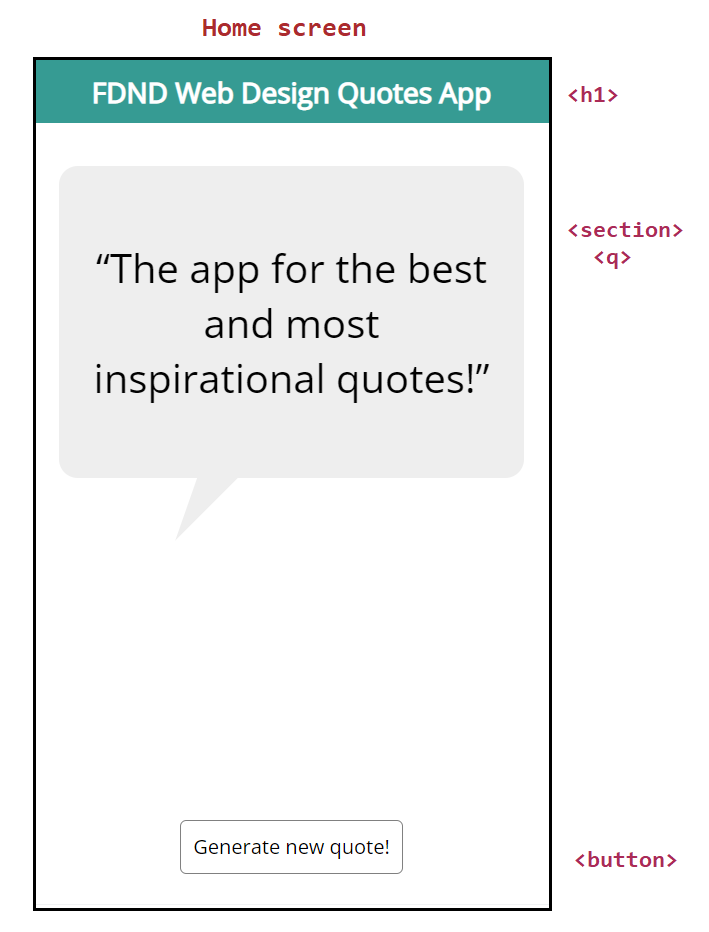 Home screen
FDND Web Design Quotes App
<h1>
<section>
<q>
“The app for the best
and most
inspirational quotes!”
Generate new quote!
<button>